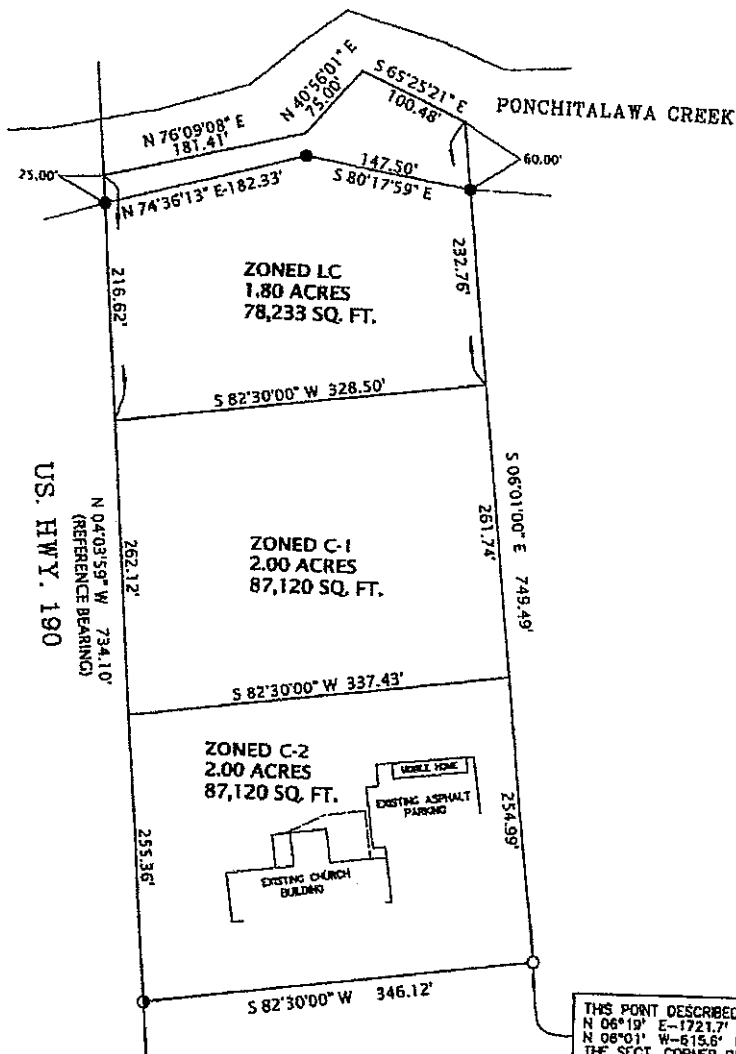 N 40°56'01" E
75.00'
S 65°25'21" E
100.48'
PONCHITALAWA CREEK
N 76°09'08" E
181.41'
25.00'
60.00'
147.50'
S 80°17'59" E
N 74°36'13" E-182.33'
216.62'
232.76'
ZONED LC
1.80 ACRES
78,233 SQ. FT.
S 82°30'00" W 328.50'
US. HWY. 190
N 04°03'59" W 734.10'
(REFERENCE BEARING)
262.12'
ZONED C-1
2.00 ACRES
87,120 SQ. FT.
261.74'
S 06°01'00" E 749.49'
S 82°30'00" W 337.43'
ZONED C-2
2.00 ACRES
87,120 SQ. FT.
MOBILE HOME
EXISTING ASPHALT
PARKING
EXISTING CHURCH
BUILDING
255.36'
254.99'
S 82°30'00" W 346.12'
THIS POINT DESCRIBED
N 06°19' E-1721.7'
N 06°01' W-615.6'
THE SECT. CORNER